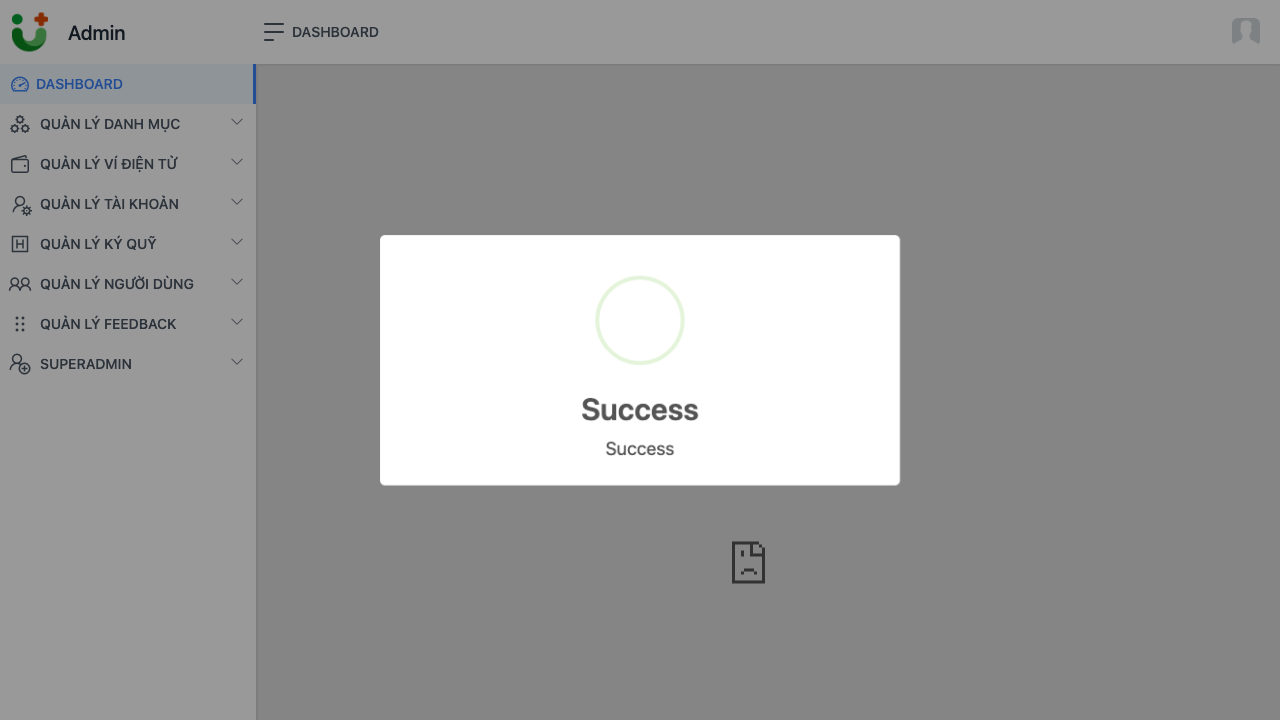 Admin
DASHBOARD
DASHBOARD
QUẢN LÝ DANH MỤC
QUẢN LÝ VÍ ĐIỆN TỬ
QUẢN LÝ TÀI KHOẢN
QUẢN LÝ KÝ QUỸ
QUẢN LÝ NGƯỜI DÙNG
QUẢN LÝ FEEDBACK
SUPERADMIN
Success
Success